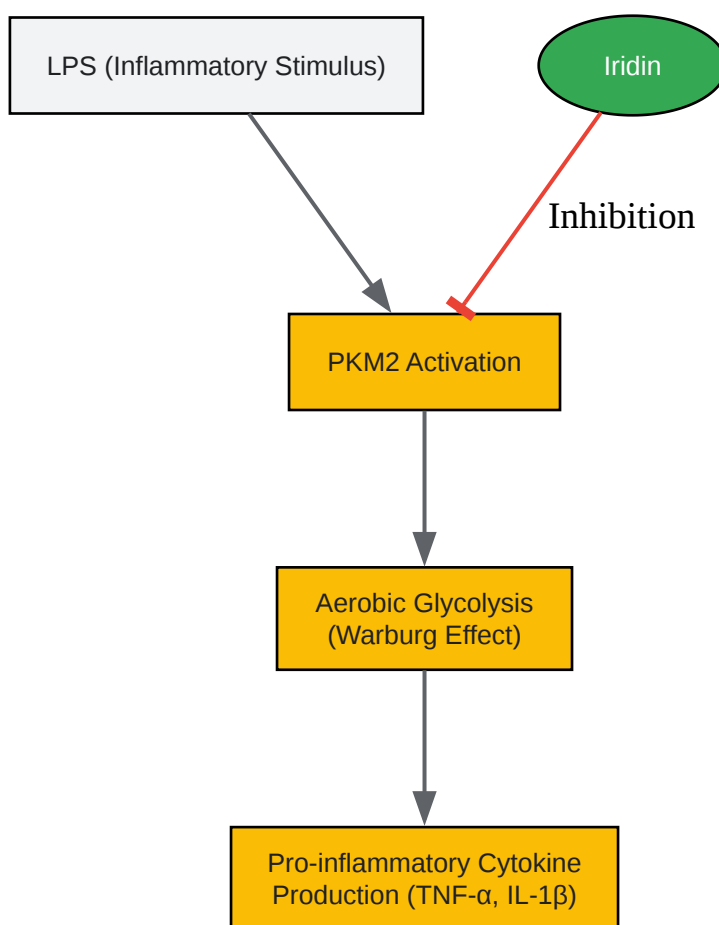 LPS (Inflammatory Stimulus)
Iridin
Inhibition
PKM2 Activation
Aerobic Glycolysis
(Warburg Effect)
Pro-inflammatory Cytokine
Production (TNF-α, IL-1β)